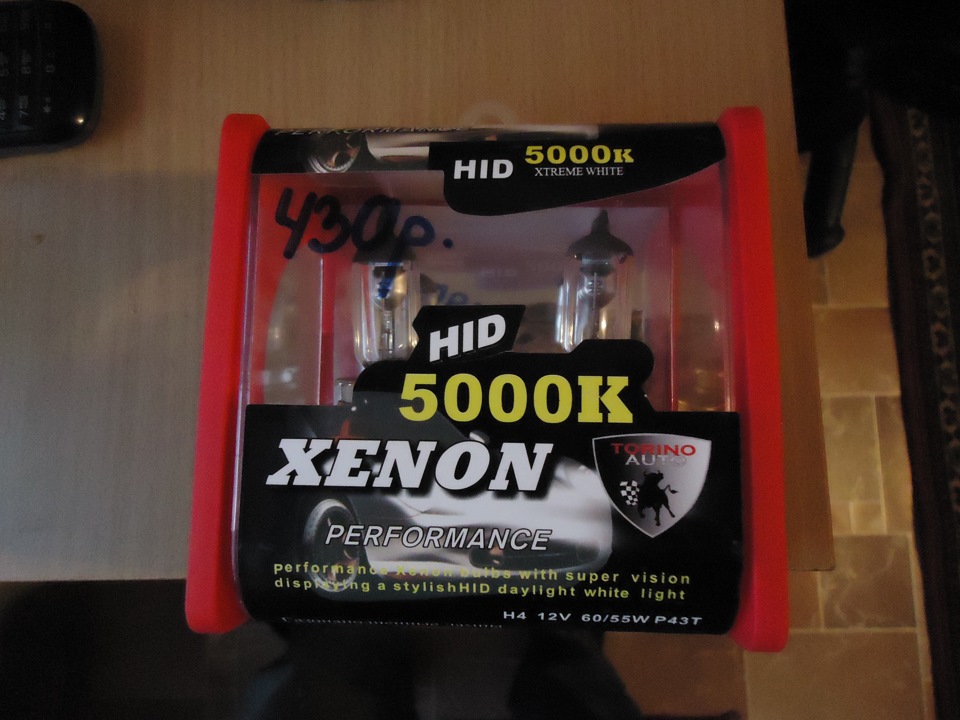 HID 5000K
XTREME WHITE
430р.
HID
5000K
XENON
TORINO
AUTO
PERFORMANCE
performance Xenon bulbs with super vision
displaying a stylishHID daylight white light
H4 12V 60/55W P43T